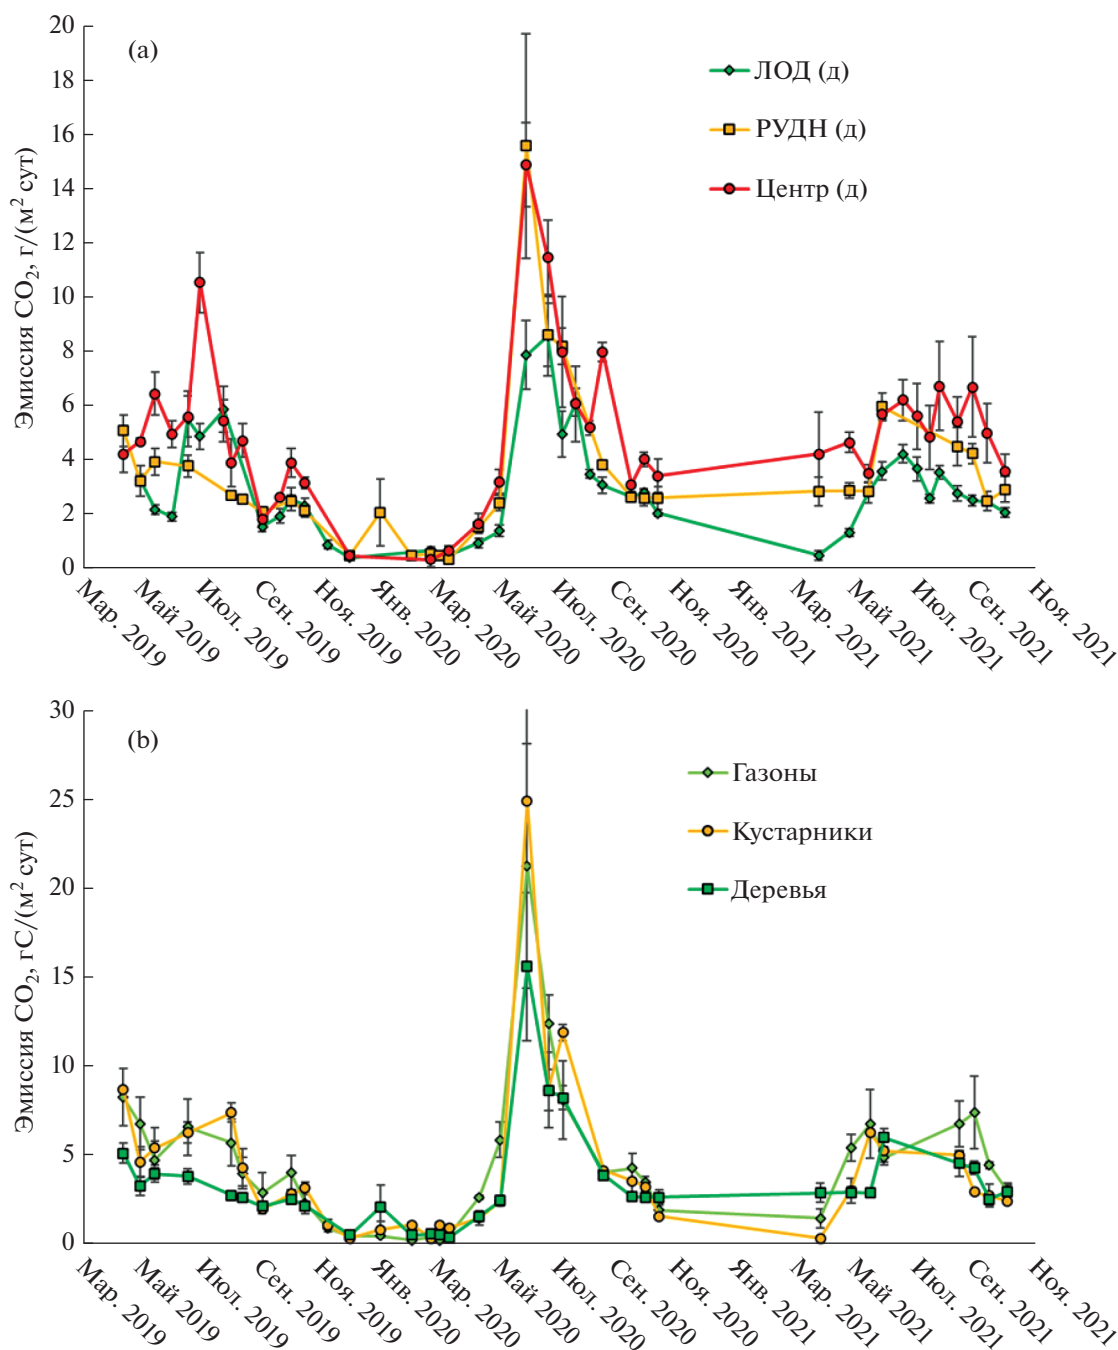 20
18
16
14
12
10
8
6
4
2
0
Эмиссия CO₂, г/(м² сут)
(a)
ЛОД (д)
РУДН (д)
Центр (д)
Мар. 2019
Май 2019
Июл. 2019
Сен. 2019
Ноя. 2019
Янв. 2020
Мар. 2020
Май 2020
Июл. 2020
Сен. 2020
Ноя. 2020
Янв. 2021
Мар. 2021
Май 2021
Июл. 2021
Сен. 2021
Ноя. 2021
30
25
20
15
10
5
0
Эмиссия CO₂, гС/(м² сут)
(b)
Газоны
Кустарники
Деревья
Мар. 2019
Май 2019
Июл. 2019
Сен. 2019
Ноя. 2019
Янв. 2020
Мар. 2020
Май 2020
Июл. 2020
Сен. 2020
Ноя. 2020
Янв. 2021
Мар. 2021
Май 2021
Июл. 2021
Сен. 2021
Ноя. 2021